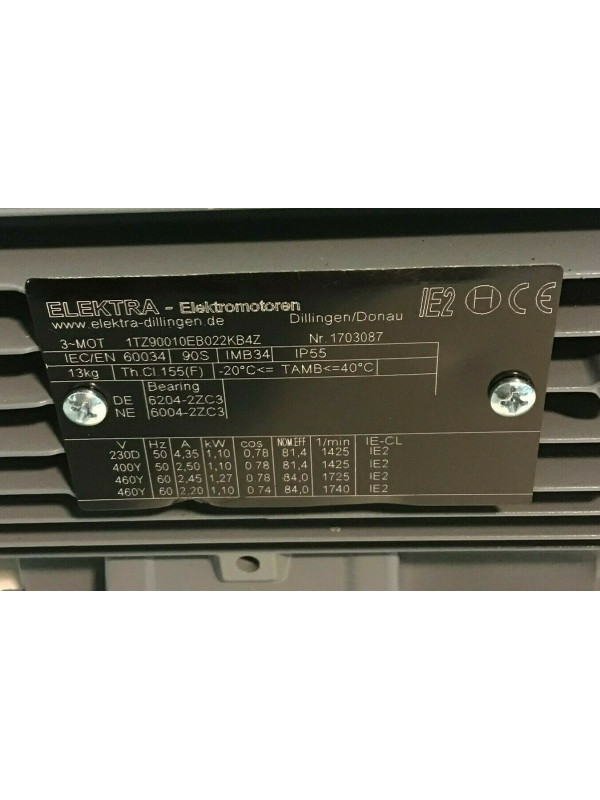 ELEKTRA - Elektromotoren IE2 H CE
www.elektra-dillingen.de Dillingen/Donau
3~MOT 1TZ90010EB022KB4Z Nr.1703087
IEC/EN 60034 90S IMB34 IP55
13kg Th.Cl.155(F) -20°C<= TAMB<=40°C
Bearing
DE 6204-2ZC3
NE 6004-2ZC3
V Hz A kW cos NOM.EFF 1/min IE-CL
230D 50 4,35 1,10 0,78 81,4 1425 IE2
400Y 50 2,50 1,10 0.78 81,4 1425 IE2
460Y 60 2,45 1,27 0.78 84,0 1725 IE2
460Y 60 2,20 1,10 0.74 84,0 1740 IE2